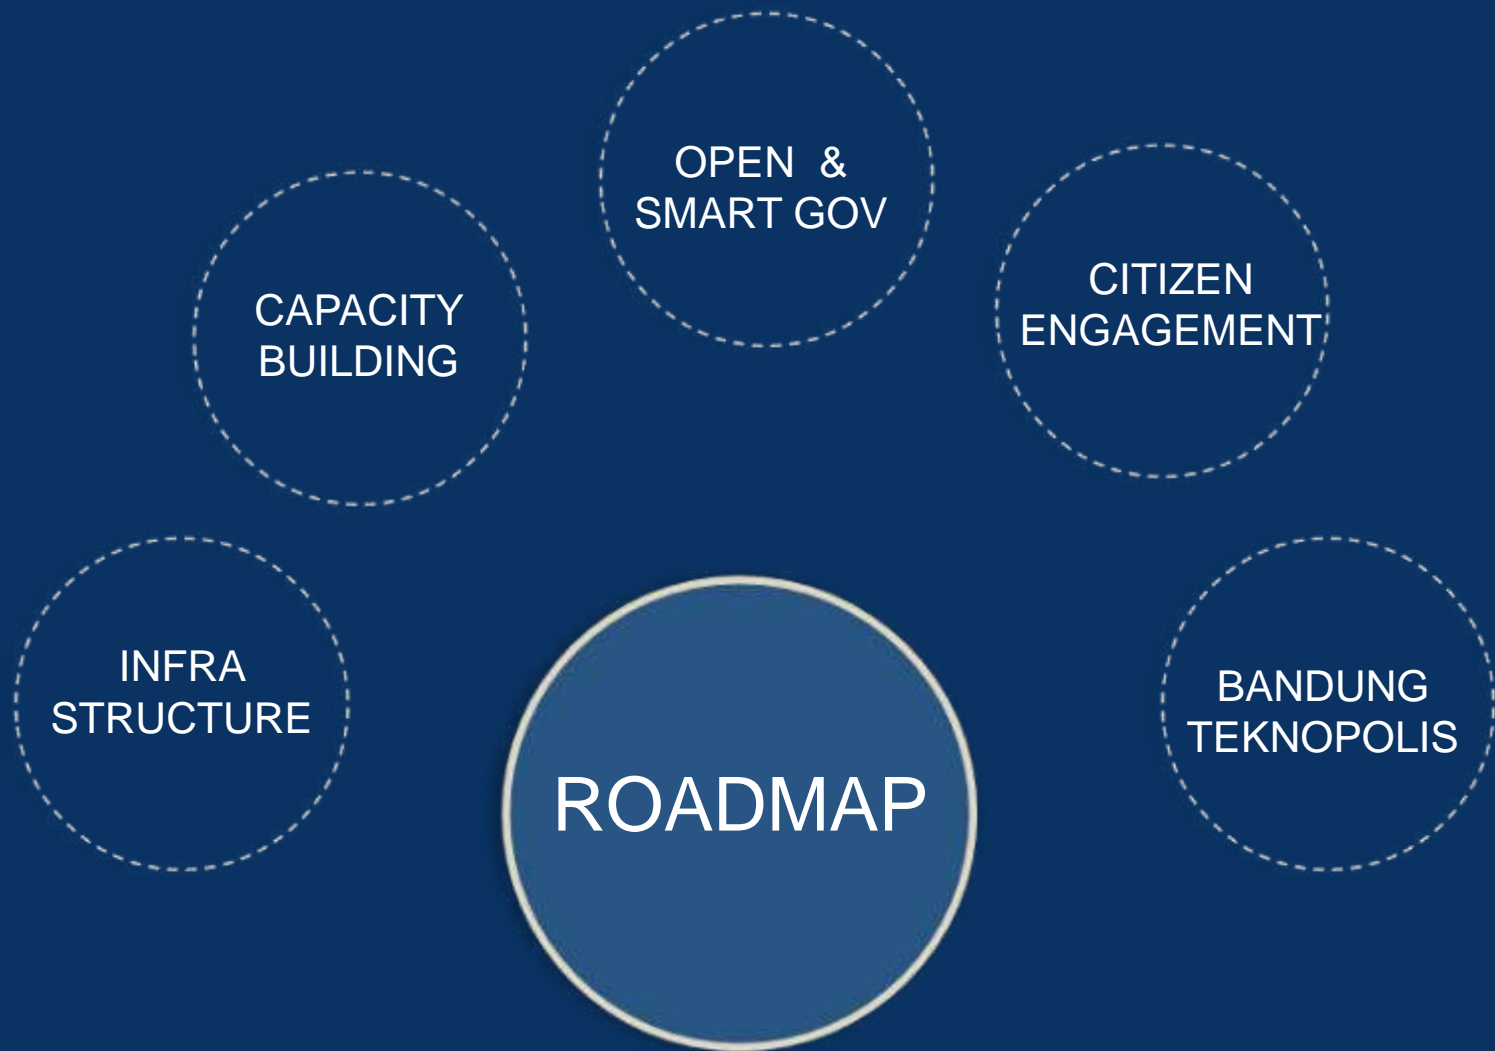 OPEN &
SMART GOV
CAPACITY
BUILDING
CITIZEN
ENGAGEMENT
INFRA
STRUCTURE
BANDUNG
TEKNOPOLIS
ROADMAP